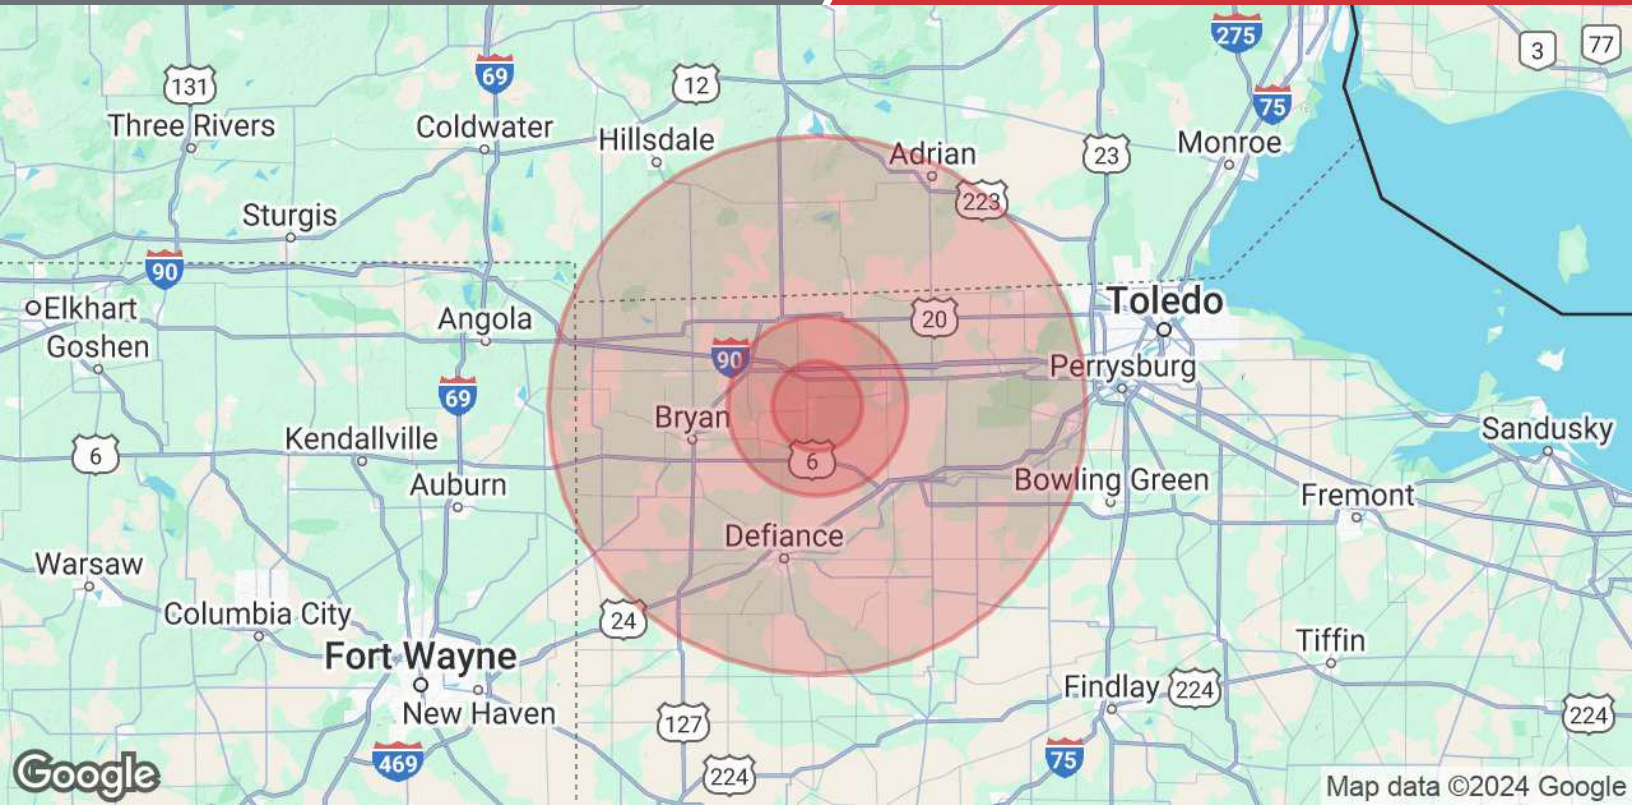 275
3
77
131
69
12
75
Three Rivers
Coldwater
Hillsdale
Adrian
23
Monroe
223
Sturgis
90
Elkhart
Angola
20
Toledo
Goshen
90
Perrysburg
69
Bryan
Kendallville
Sandusky
6
6
Auburn
Bowling Green
Fremont
Defiance
Warsaw
Columbia City
24
Fort Wayne
Tiffin
Findlay
224
New Haven
127
224
469
75
224
Google
Map data ©2024 Google